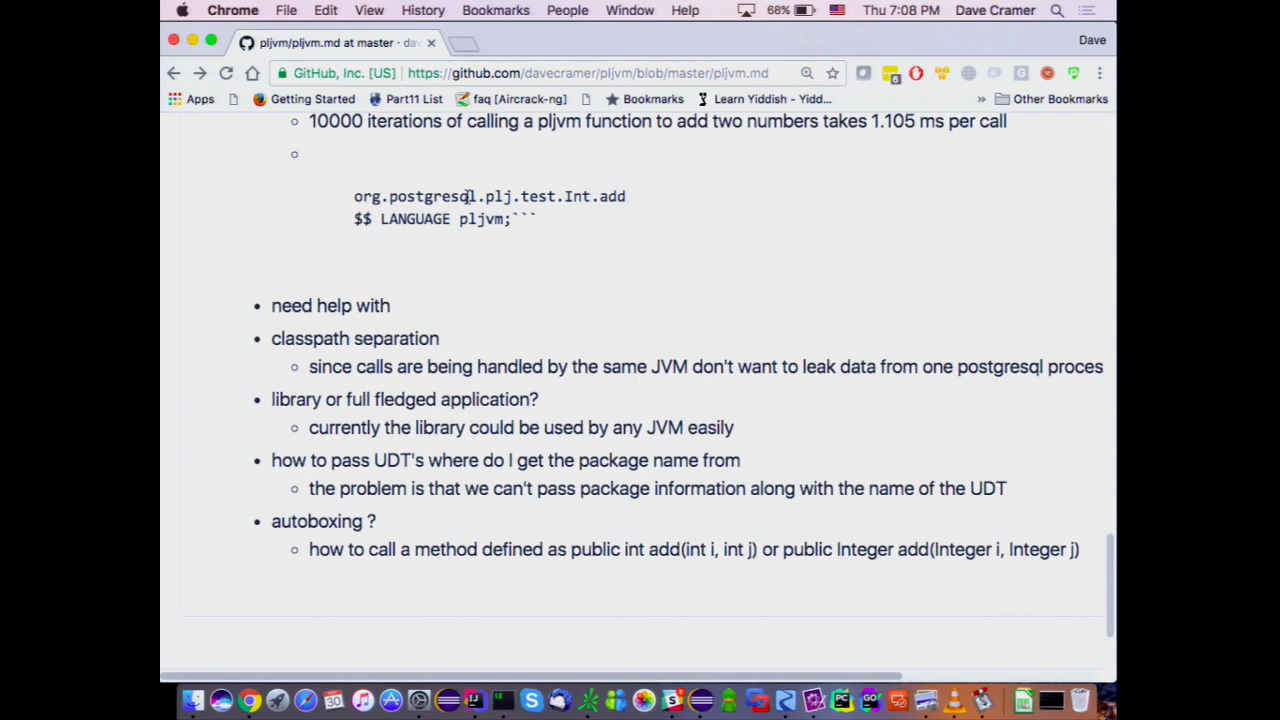 Chrome File Edit View History Bookmarks People Window Help 68% Thu 7:08 PM Dave Cramer
pljvm/pljvm.md at master · da Dave
GitHub, Inc. [US] https://github.com/davecramer/pljvm/blob/master/pljvm.md
Apps Getting Started Part11 List faq [Aircrack-ng] Bookmarks Learn Yiddish - Yidd... » Other Bookmarks
10000 iterations of calling a pljvm function to add two numbers takes 1.105 ms per call
org.postgresql.plj.test.Int.add
$$ LANGUAGE pljvm;```
• need help with
• classpath separation
since calls are being handled by the same JVM don't want to leak data from one postgresql proces
• library or full fledged application?
currently the library could be used by any JVM easily
• how to pass UDT's where do I get the package name from
the problem is that we can't pass package information along with the name of the UDT
• autoboxing ?
how to call a method defined as public int add(int i, int j) or public Integer add(Integer i, Integer j)